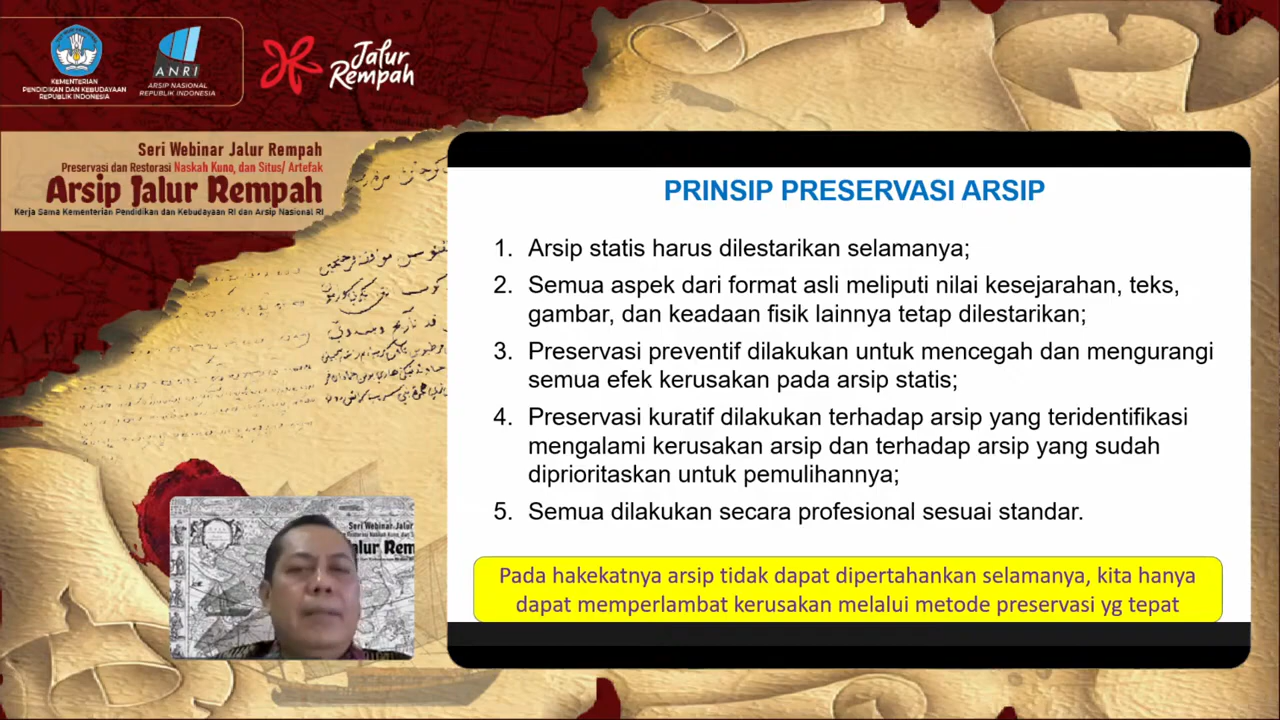 KEMENTERIAN
PENDIDIKAN DAN KEBUDAYAAN
REPUBLIK INDONESIA
ANRI
ARSIP NASIONAL
REPUBLIK INDONESIA
Jalur
Rempah
Seri Webinar Jalur Rempah
Preservasi dan Restorasi Naskah Kuno, dan Situs/ Artefak
Arsip Jalur Rempah
Kerja Sama Kementerian Pendidikan dan Kebudayaan RI dan Arsip Nasional RI
PRINSIP PRESERVASI ARSIP
1. Arsip statis harus dilestarikan selamanya;
2. Semua aspek dari format asli meliputi nilai kesejarahan, teks,
gambar, dan keadaan fisik lainnya tetap dilestarikan;
3. Preservasi preventif dilakukan untuk mencegah dan mengurangi
semua efek kerusakan pada arsip statis;
4. Preservasi kuratif dilakukan terhadap arsip yang teridentifikasi
mengalami kerusakan arsip dan terhadap arsip yang sudah
diprioritaskan untuk pemulihannya;
5. Semua dilakukan secara profesional sesuai standar.
Pada hakekatnya arsip tidak dapat dipertahankan selamanya, kita hanya
dapat memperlambat kerusakan melalui metode preservasi yg tepat
Seri Webinar Jalur